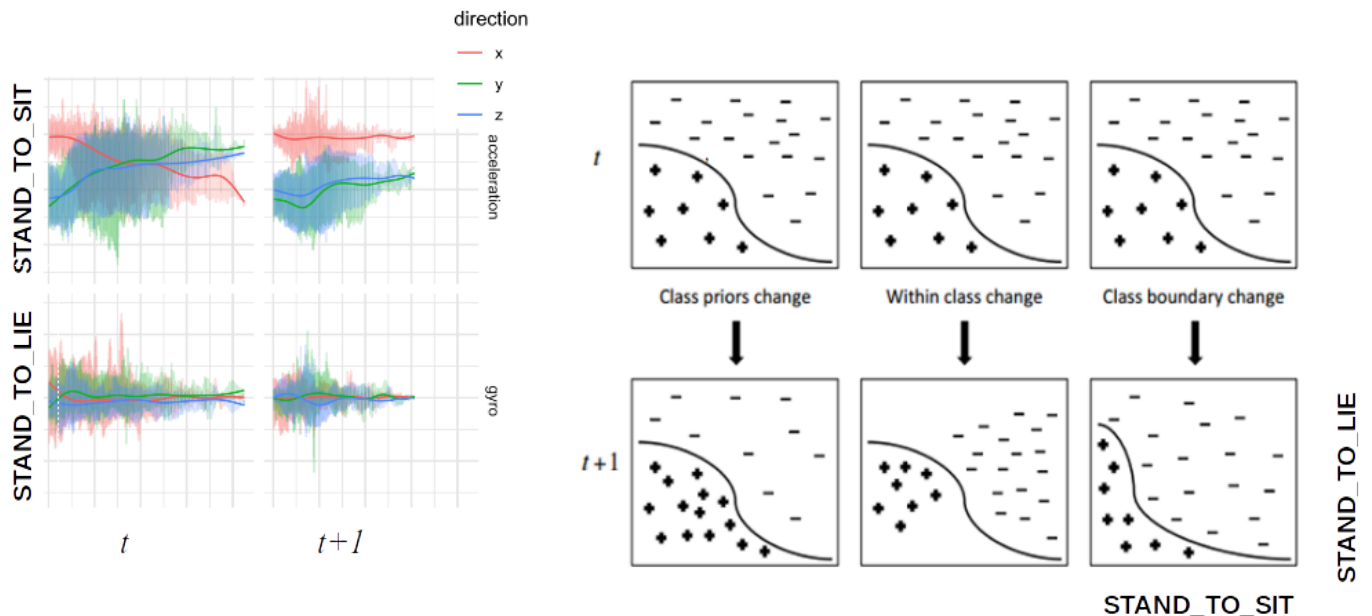 direction
x
y
z
STAND_TO_SIT
acceleration
STAND_TO_LIE
gyro
t
t+1
t
Class priors change
Within class change
Class boundary change
t+1
STAND_TO_LIE
STAND_TO_SIT